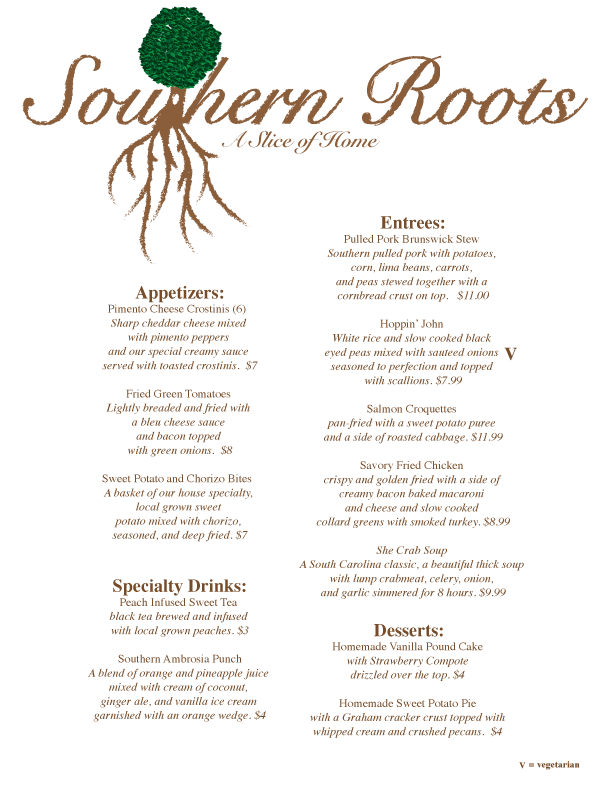 Southern Roots
A Slice of Home
Appetizers:
Pimento Cheese Crostinis (6)
Sharp cheddar cheese mixed
with pimento peppers
and our special creamy sauce
served with toasted crostinis. $7
Fried Green Tomatoes
Lightly breaded and fried with
a bleu cheese sauce
and bacon topped
with green onions. $8
Sweet Potato and Chorizo Bites
A basket of our house specialty,
local grown sweet
potato mixed with chorizo,
seasoned, and deep fried. $7
Specialty Drinks:
Peach Infused Sweet Tea
black tea brewed and infused
with local grown peaches. $3
Southern Ambrosia Punch
A blend of orange and pineapple juice
mixed with cream of coconut,
ginger ale, and vanilla ice cream
garnished with an orange wedge. $4
Entrees:
Pulled Pork Brunswick Stew
Southern pulled pork with potatoes,
corn, lima beans, carrots,
and peas stewed together with a
cornbread crust on top. $11.00
Hoppin' John
White rice and slow cooked black
eyed peas mixed with sauteed onions V
seasoned to perfection and topped
with scallions. $7.99
Salmon Croquettes
pan-fried with a sweet potato puree
and a side of roasted cabbage. $11.99
Savory Fried Chicken
crispy and golden fried with a side of
creamy bacon baked macaroni
and cheese and slow cooked
collard greens with smoked turkey. $8.99
She Crab Soup
A South Carolina classic, a beautiful thick soup
with lump crabmeat, celery, onion,
and garlic simmered for 8 hours. $9.99
Desserts:
Homemade Vanilla Pound Cake
with Strawberry Compote
drizzled over the top. $4
Homemade Sweet Potato Pie
with a Graham cracker crust topped with
whipped cream and crushed pecans. $4
V = vegetarian